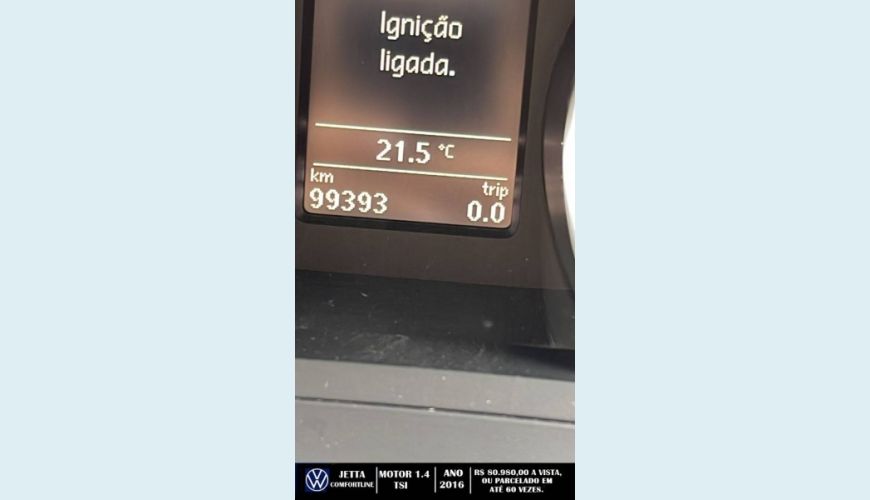 Ignição
ligada.
21.5 °C
km
trip
99393
0.0
JETTA
COMFORTLINE
MOTOR 1.4
TSI
ANO
2016
R$ 80.980,00 A VISTA,
OU PARCELADO EM
ATÉ 60 VEZES.